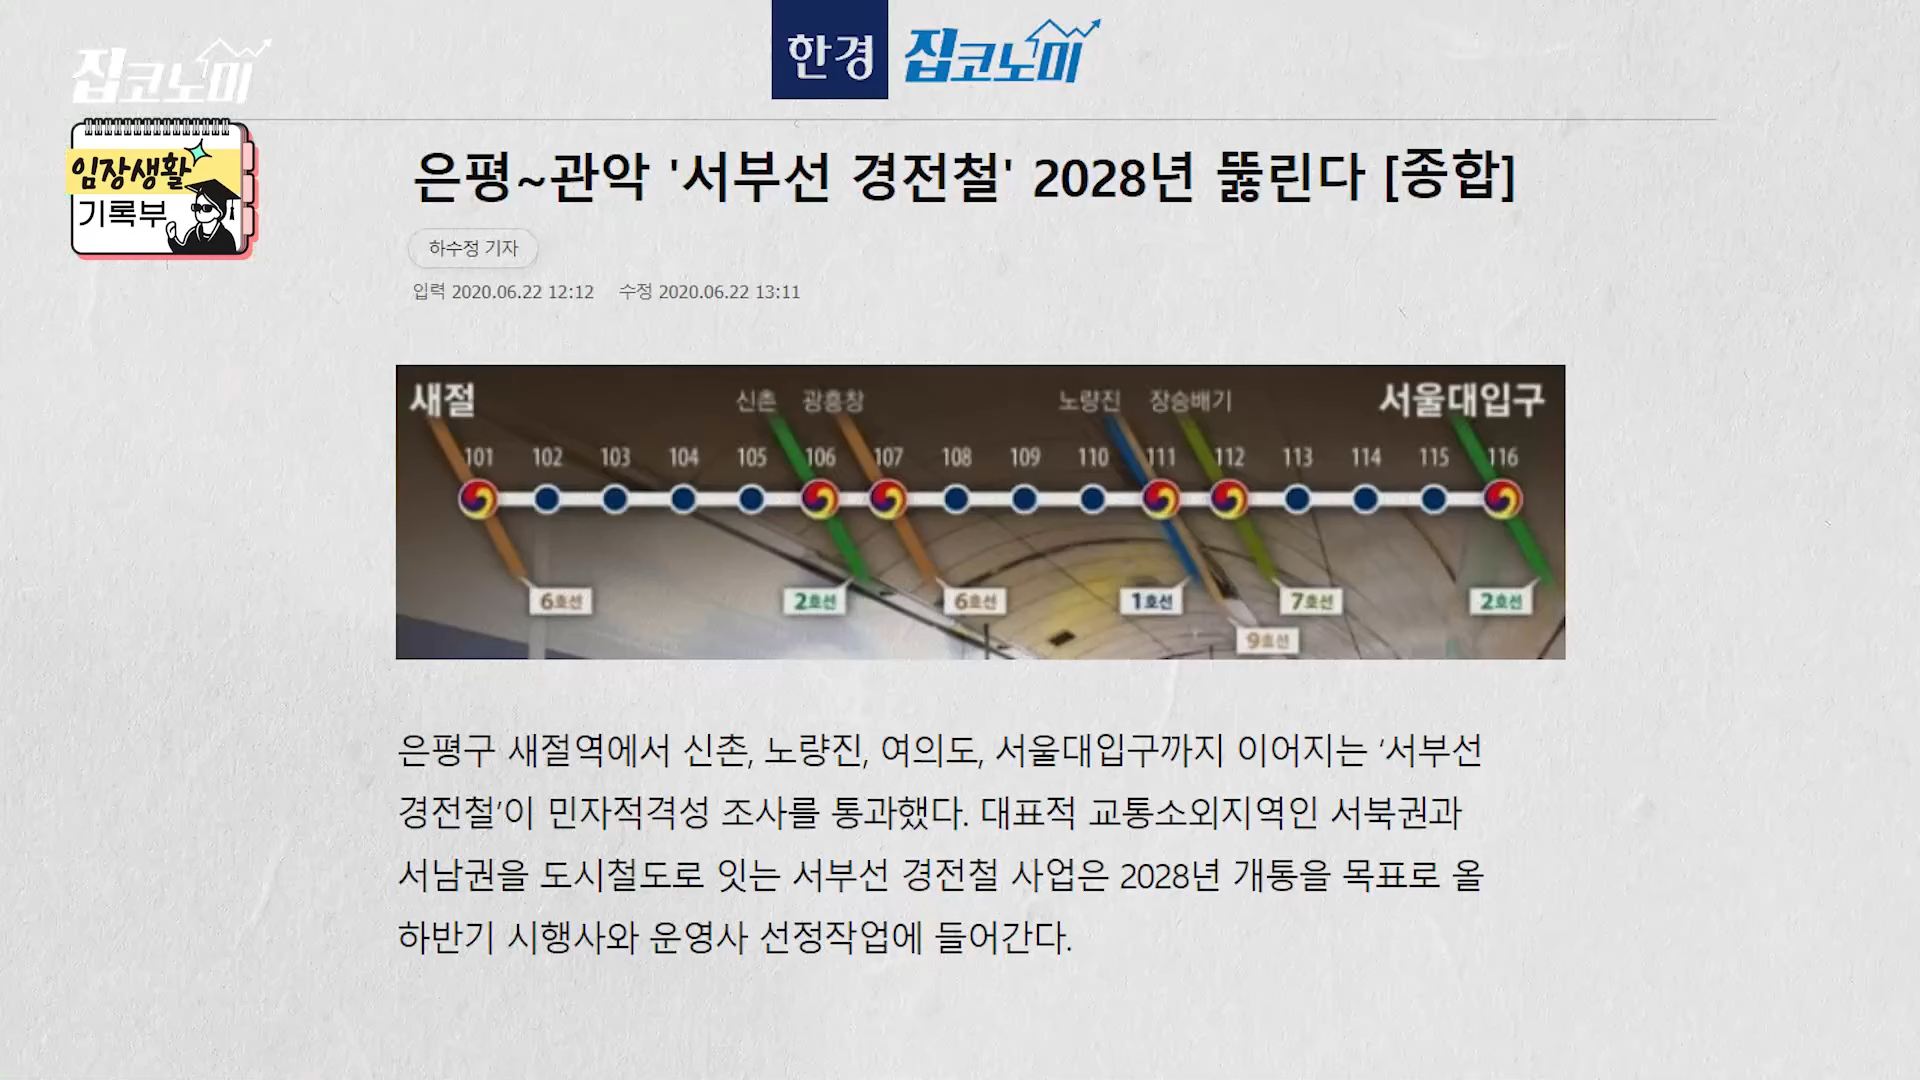 집코노미
한경 집코노미
임장생활
기록부
은평~관악 '서부선 경전철' 2028년 뚫린다 [종합]
하수정 기자
입력 2020.06.22 12:12 수정 2020.06.22 13:11
새절 신촌 광흥창 노량진 장승배기 서울대입구
101 102 103 104 105 106 107 108 109 110 111 112 113 114 115 116
6호선 2호선 6호선 1호선 7호선 2호선
9호선
은평구 새절역에서 신촌, 노량진, 여의도, 서울대입구까지 이어지는 ‘서부선
경전철’이 민자적격성 조사를 통과했다. 대표적 교통소외지역인 서북권과
서남권을 도시철도로 잇는 서부선 경전철 사업은 2028년 개통을 목표로 올
하반기 시행사와 운영사 선정작업에 들어간다.